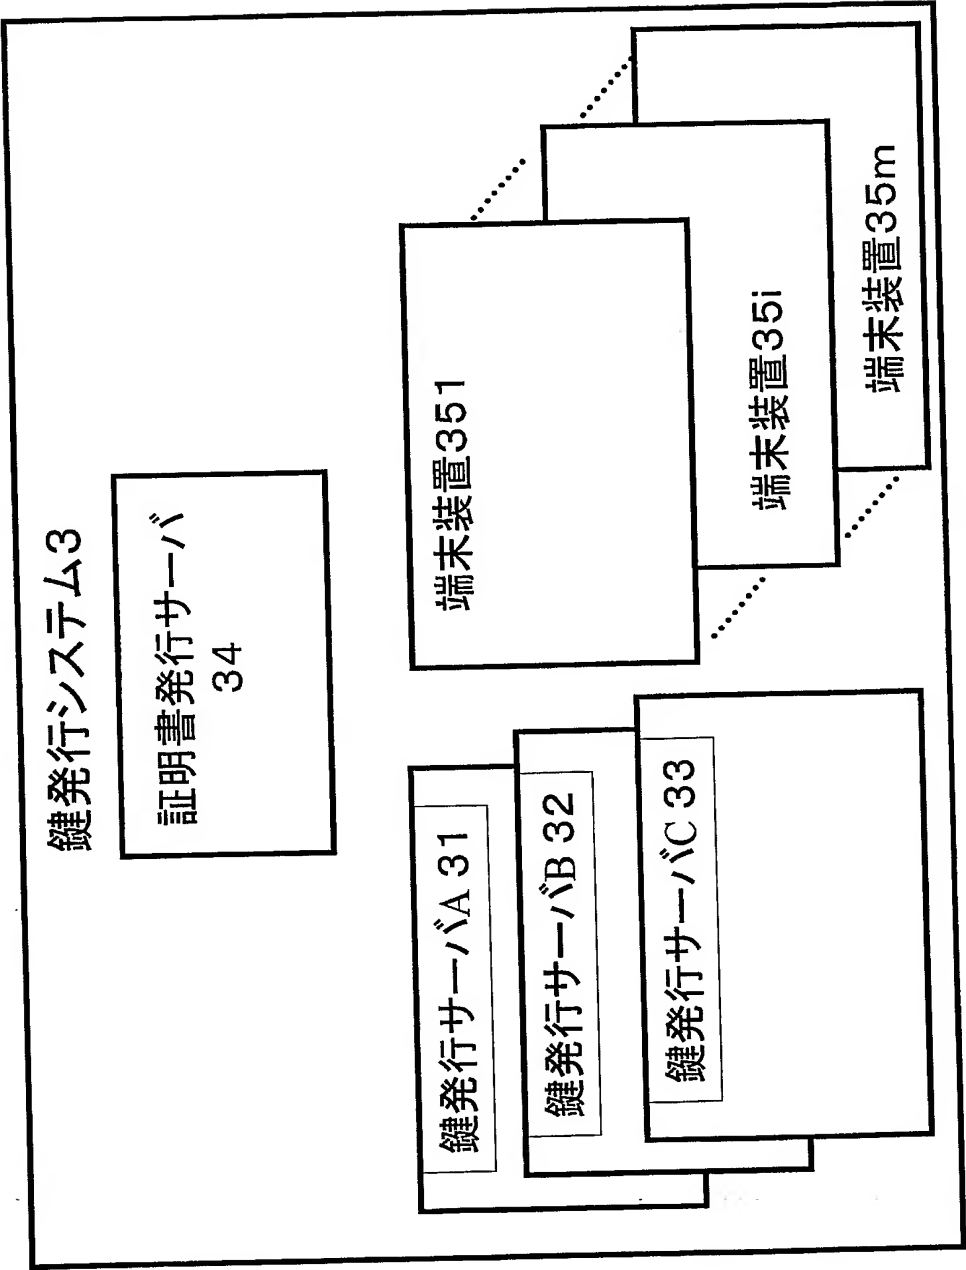 鍵発行システム3
証明書発行サーバ
34
鍵発行サーバA 31
鍵発行サーバB 32
鍵発行サーバC 33
端末装置351
端末装置35i
端末装置35m